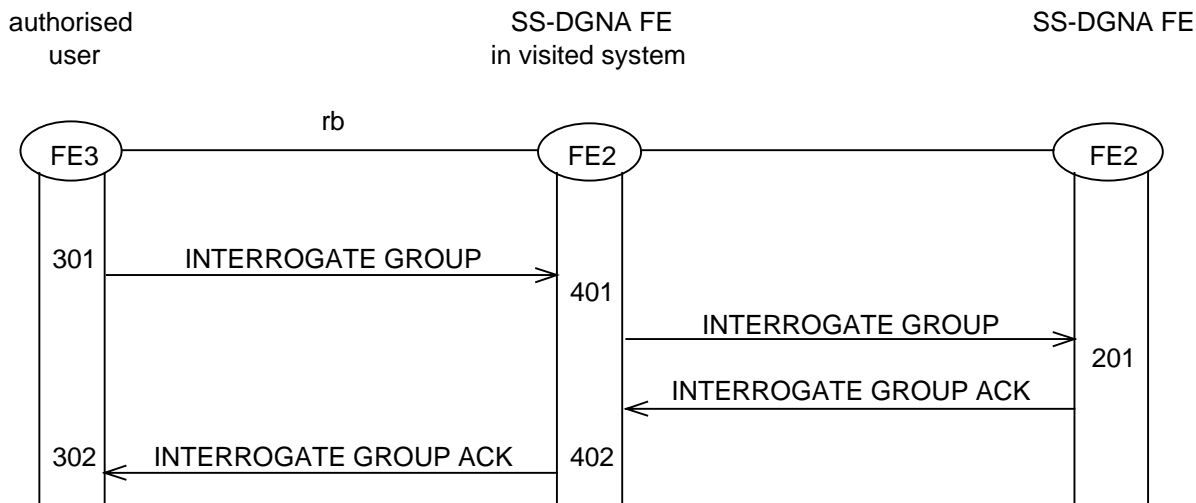 authorised
user
SS-DGNA FE
in visited system
SS-DGNA FE
rb
FE3
FE2
FE2
301
INTERROGATE GROUP
401
INTERROGATE GROUP
201
INTERROGATE GROUP ACK
302
INTERROGATE GROUP ACK
402